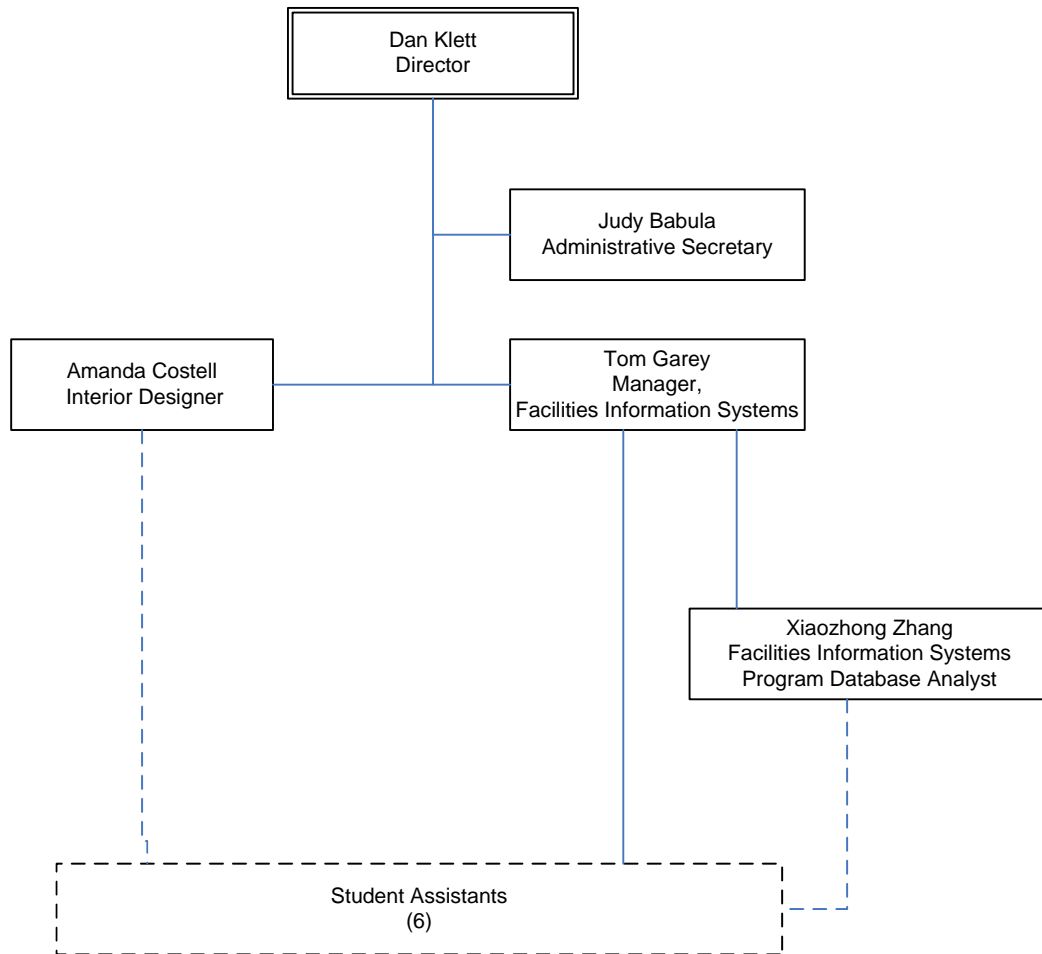 Dan Klett
Director
Judy Babula
Administrative Secretary
Amanda Costell
Interior Designer
Tom Garey
Manager,
Facilities Information Systems
Xiaozhong Zhang
Facilities Information Systems
Program Database Analyst
Student Assistants
(6)